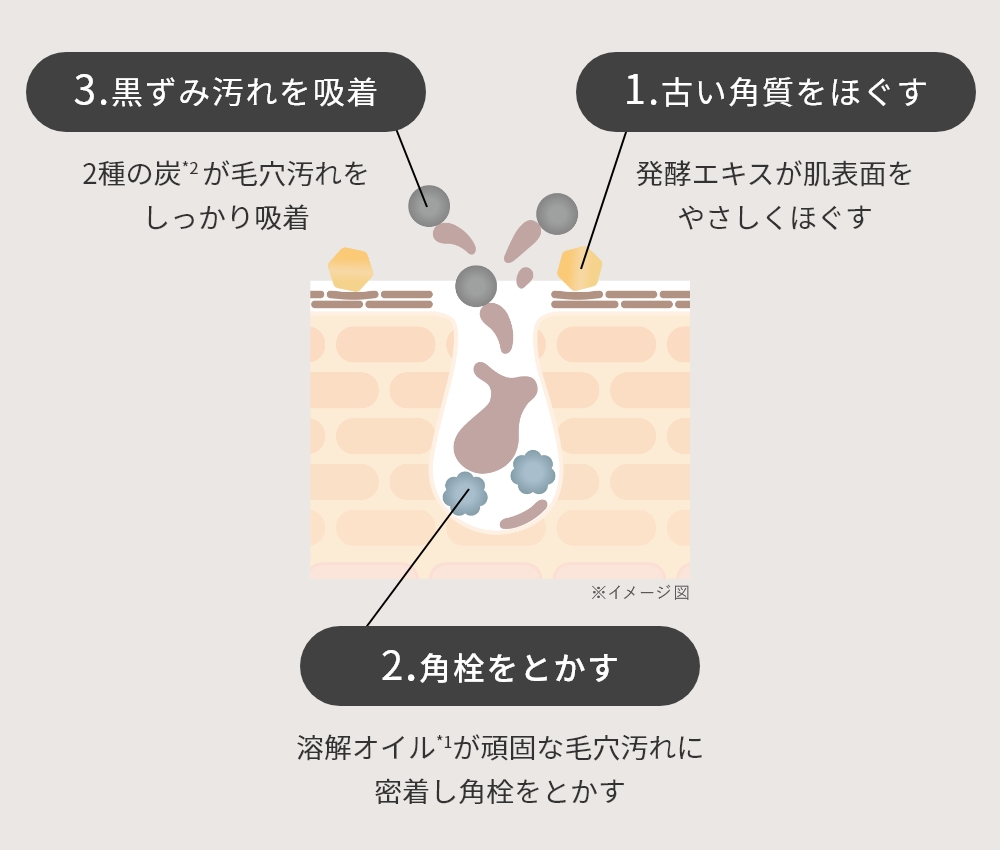 3.黒ずみ汚れを吸着
2種の炭*2が毛穴汚れを
しっかり吸着
1.古い角質をほぐす
発酵エキスが肌表面を
やさしくほぐす
※イメージ図
2.角栓をとかす
溶解オイル*1が頑固な毛穴汚れに
密着し角栓をとかす